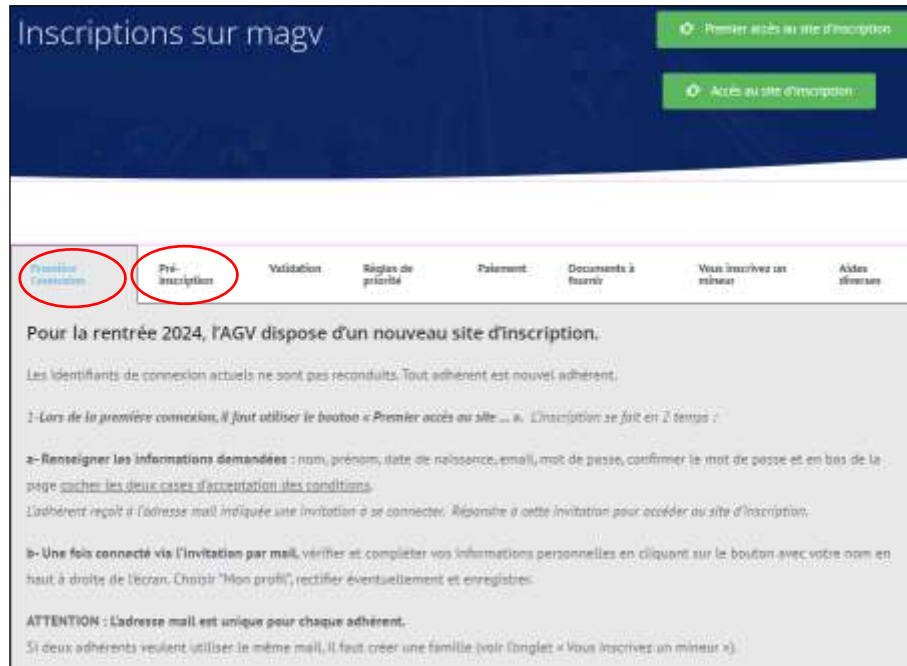 Inscriptions sur magv
Premier accès au site d'inscription
Accès au site d'inscription
Première
Connexion
Pré-
inscription
Validation
Règles de
priorité
Paiement
Documents à
fournir
Vous inscrivez un
mineur
Aides
diverses
Pour la rentrée 2024, l'AGV dispose d'un nouveau site d'inscription.
Les identifiants de connexion actuels ne sont pas reconduits. Tout adhérent est nouvel adhérent.
1-Lors de la première connexion, il faut utiliser le bouton « Premier accès au site ... ». L'inscription se fait en 2 temps :
a- Renseigner les informations demandées : nom, prénom, date de naissance, email, mot de passe, confirmer le mot de passe et en bas de la
page cocher les deux cases d'acceptation des conditions.
L'adhérent reçoit à l'adresse mail indiquée une invitation à se connecter. Répondre à cette invitation pour accéder au site d'inscription.
b- Une fois connecté via l'invitation par mail, vérifier et compléter vos informations personnelles en cliquant sur le bouton avec votre nom en
haut à droite de l'écran. Choisir "Mon profil", rectifier éventuellement et enregistrer.
ATTENTION : L'adresse mail est unique pour chaque adhérent.
Si deux adhérents veulent utiliser le même mail, il faut créer une famille (voir l'onglet « Vous inscrivez un mineur »).